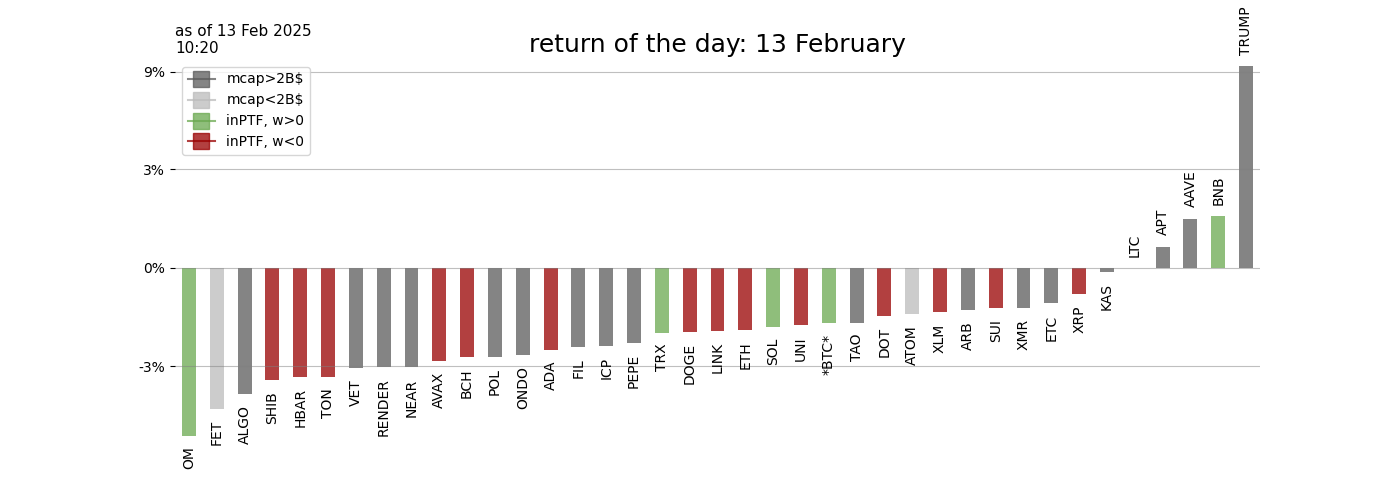 as of 13 Feb 2025
10:20
return of the day: 13 February
mcap>2B$
mcap<2B$
inPTF, w>0
inPTF, w<0
9%
3%
0%
-3%
OM
FET
ALGO
SHIB
HBAR
TON
VET
RENDER
NEAR
AVAX
BCH
POL
ONDO
ADA
FIL
ICP
PEPE
TRX
DOGE
LINK
ETH
SOL
UNI
*BTC*
TAO
DOT
ATOM
XLM
ARB
SUI
XMR
ETC
XRP
KAS
LTC
APT
AAVE
BNB
TRUMP